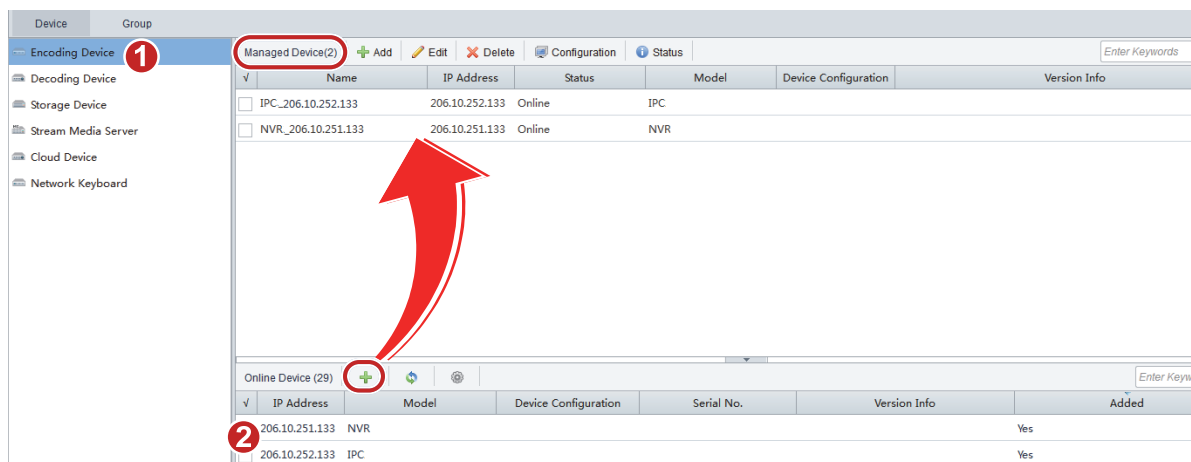 Device Group
Encoding Device 1
Decoding Device
Storage Device
Stream Media Server
Cloud Device
Network Keyboard
Managed Device(2) Add Edit Delete Configuration Status Enter Keywords
√ Name IP Address Status Model Device Configuration Version Info
IPC_206.10.252.133 206.10.252.133 Online IPC
NVR_206.10.251.133 206.10.251.133 Online NVR
Online Device (29) Enter Keyw
√ IP Address Model Device Configuration Serial No. Version Info Added
2
206.10.251.133 NVR Yes
206.10.252.133 IPC Yes